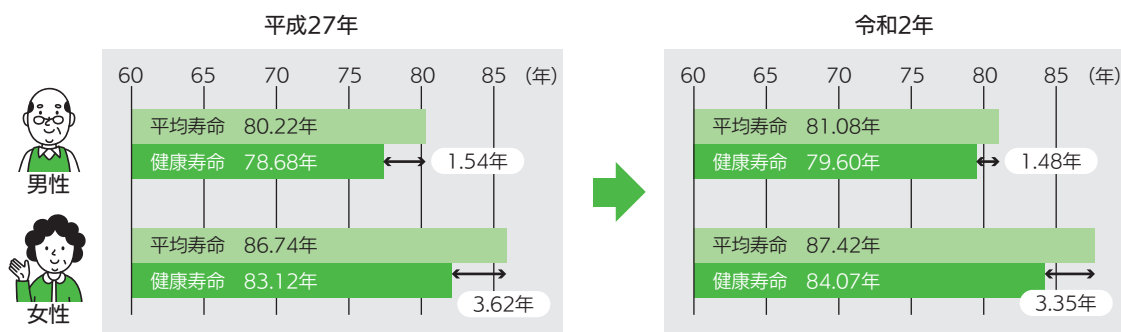 平成27年
60 65 70 75 80 85 (年)
男性
平均寿命 80.22年
健康寿命 78.68年
1.54年
女性
平均寿命 86.74年
健康寿命 83.12年
3.62年
令和2年
60 65 70 75 80 85 (年)
平均寿命 81.08年
健康寿命 79.60年
1.48年
平均寿命 87.42年
健康寿命 84.07年
3.35年